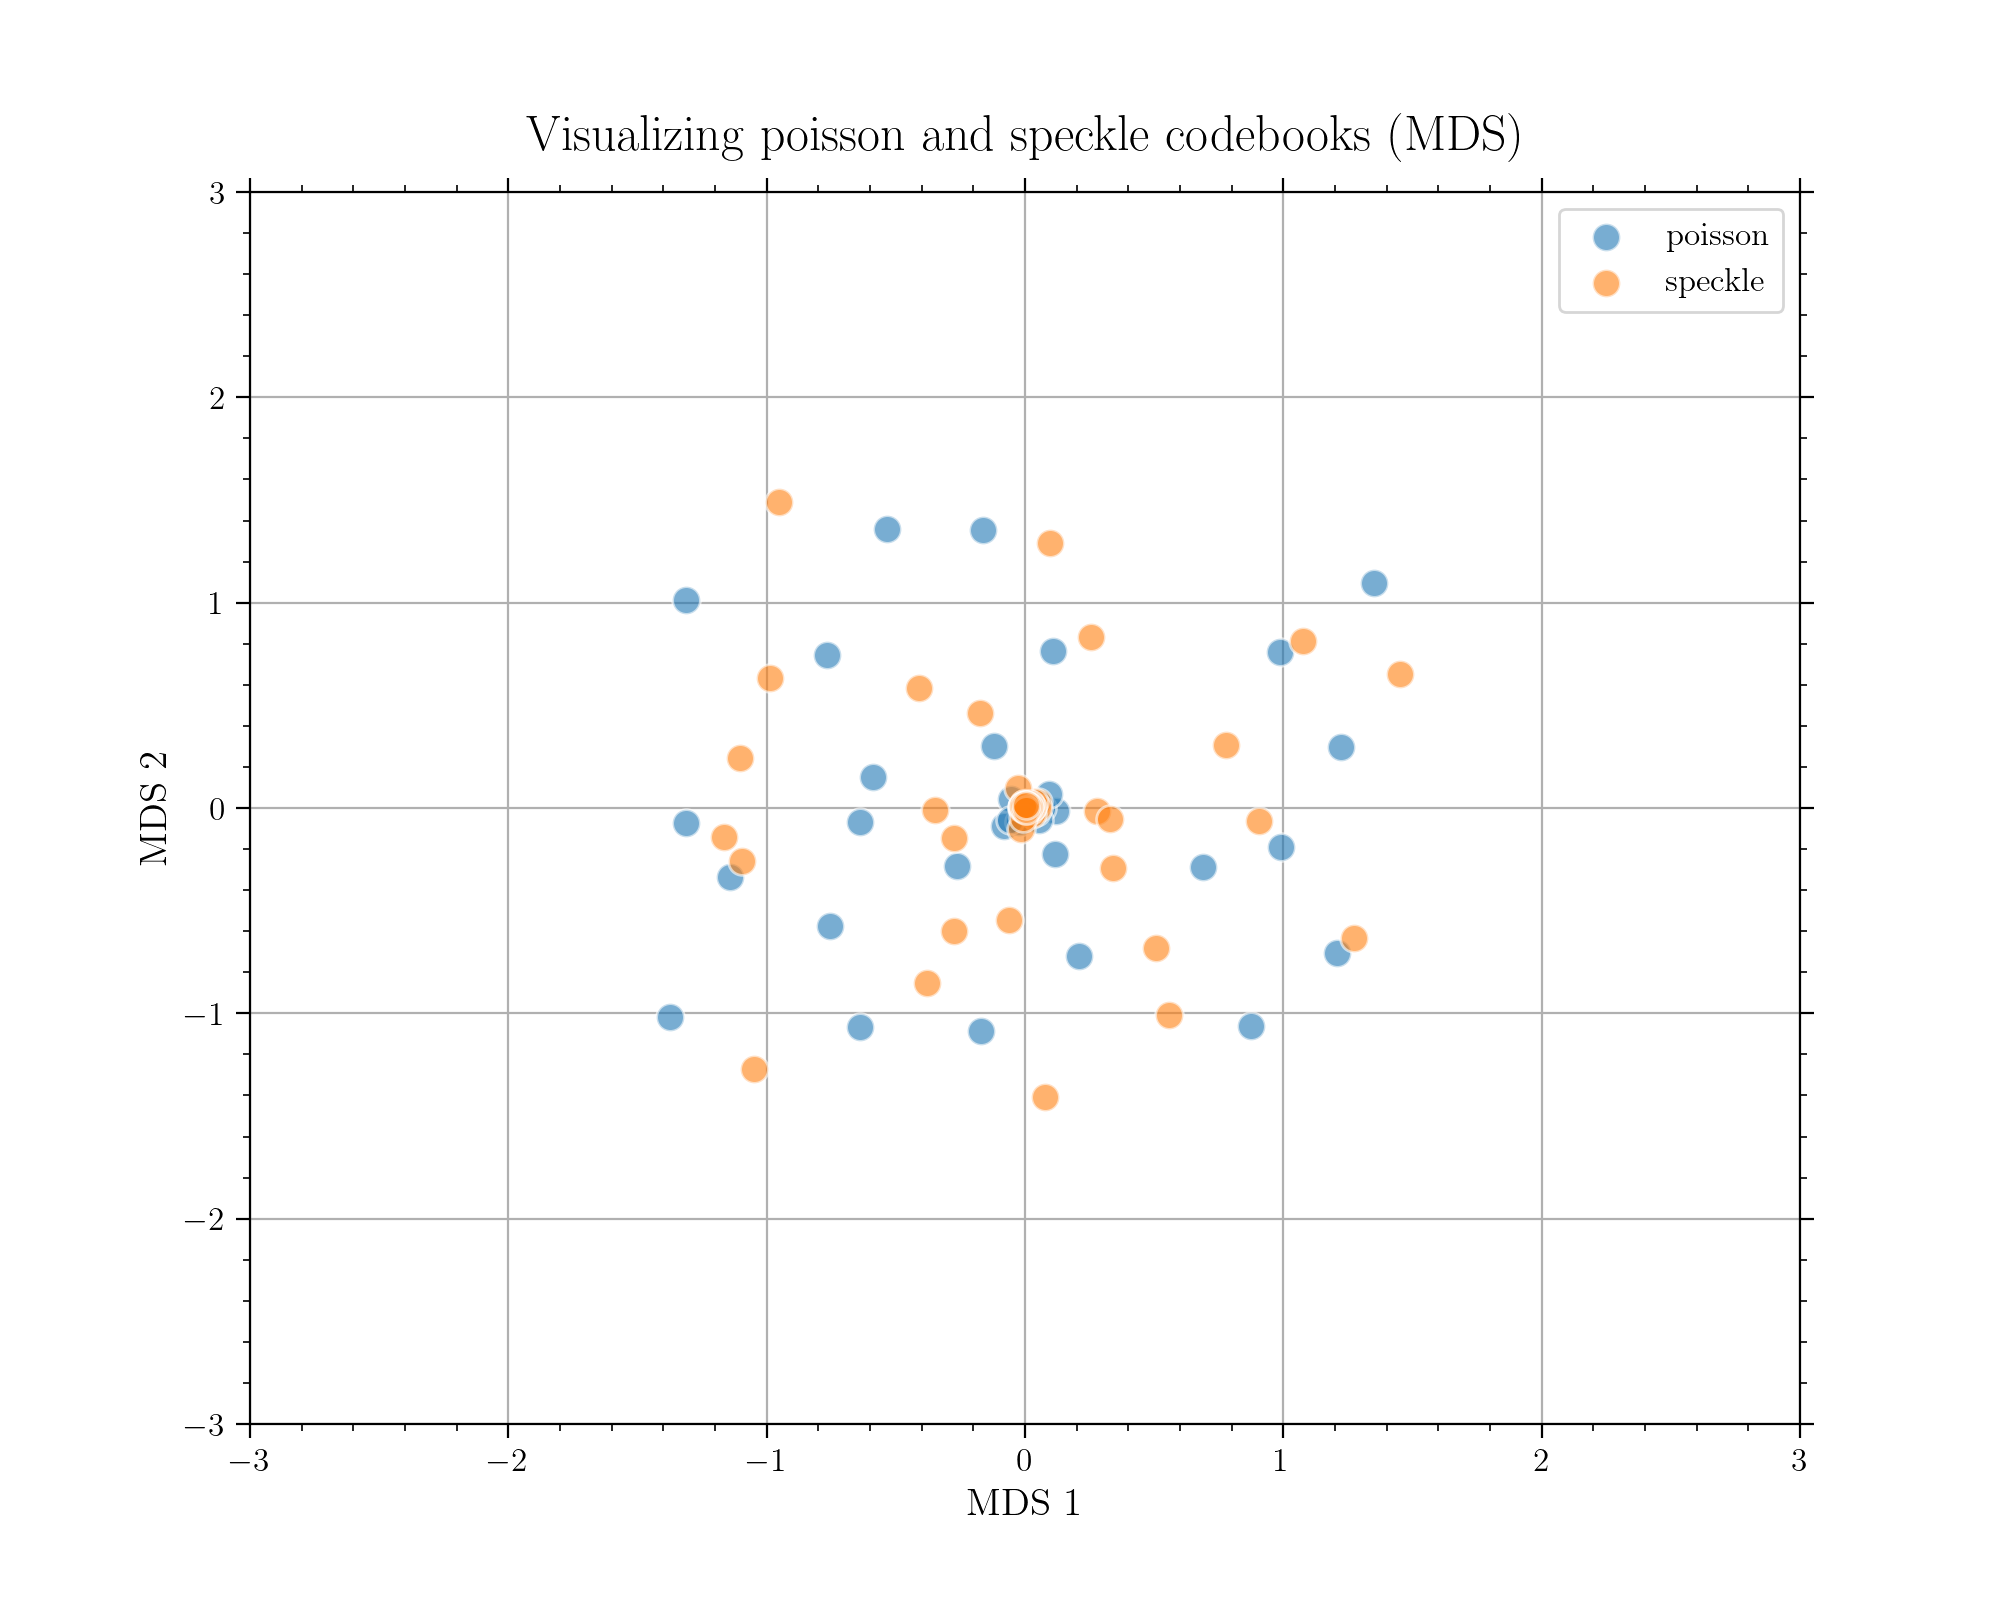 Visualizing poisson and speckle codebooks (MDS)
poisson
speckle
3
2
1
0
−1
−2
−3
MDS 2
−3
−2
−1
0
1
2
3
MDS 1